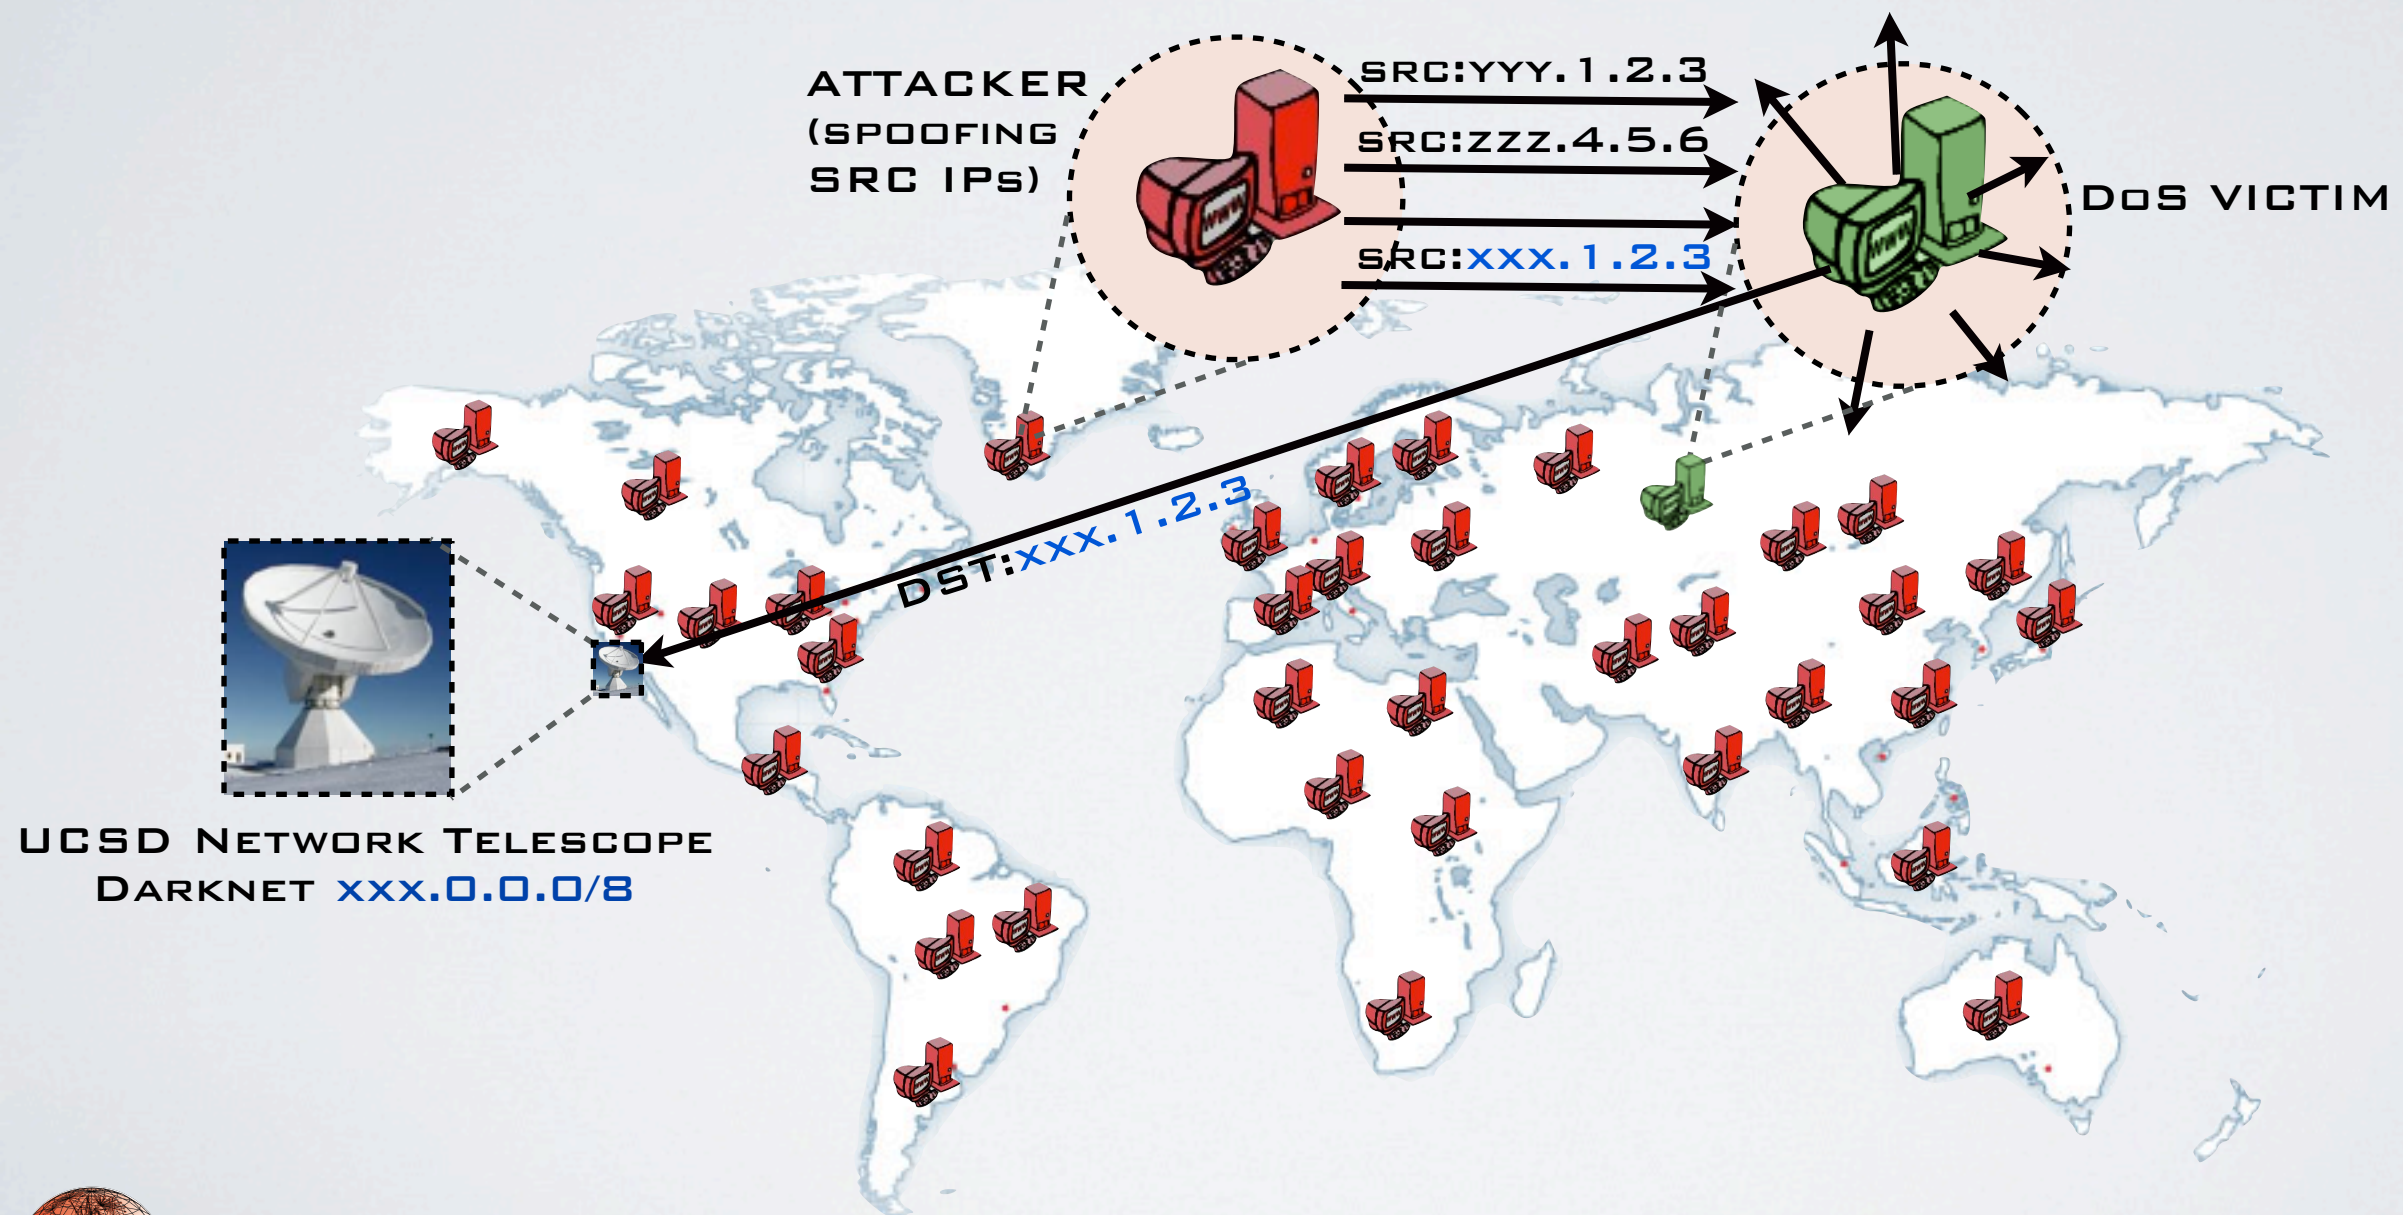 ATTACKER
(SPOOFING
SRC IPs)
SRC:YYY.1.2.3
SRC:ZZZ.4.5.6
SRC:XXX.1.2.3
DoS VICTIM
DST:XXX.1.2.3
UCSD NETWORK TELESCOPE
DARKNET XXX.0.0.0/8